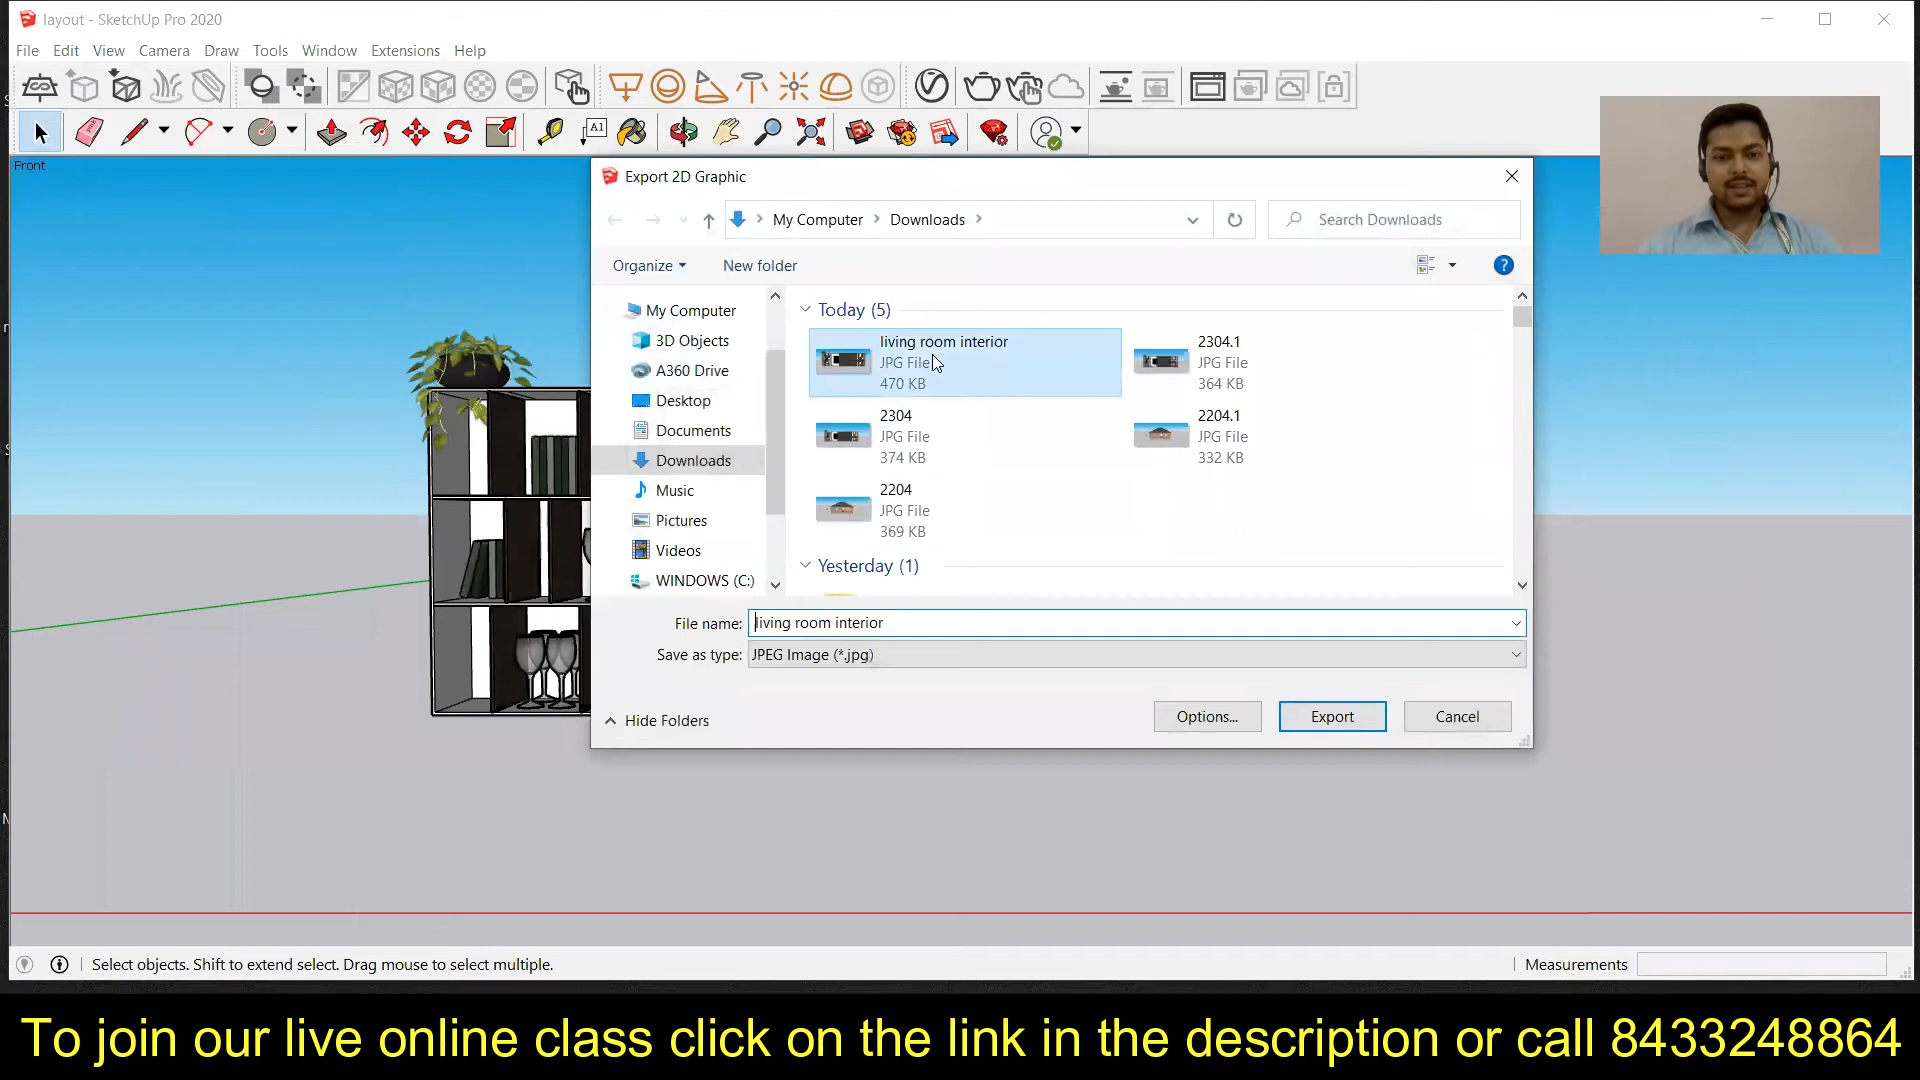 layout - SketchUp Pro 2020
File Edit View Camera Draw Tools Window Extensions Help
A1
Front
Export 2D Graphic
My Computer Downloads
Search Downloads
Organize New folder
?
My Computer
3D Objects
A360 Drive
Desktop
Documents
Downloads
Music
Pictures
Videos
WINDOWS (C:)
Today (5)
living room interior
JPG File
470 KB
2304.1
JPG File
364 KB
2304
JPG File
374 KB
2204.1
JPG File
332 KB
2204
JPG File
369 KB
Yesterday (1)
File name: living room interior
Save as type: JPEG Image (*.jpg)
Hide Folders
Options... Export Cancel
Select objects. Shift to extend select. Drag mouse to select multiple.
Measurements
To join our live online class click on the link in the description or call 8433248864